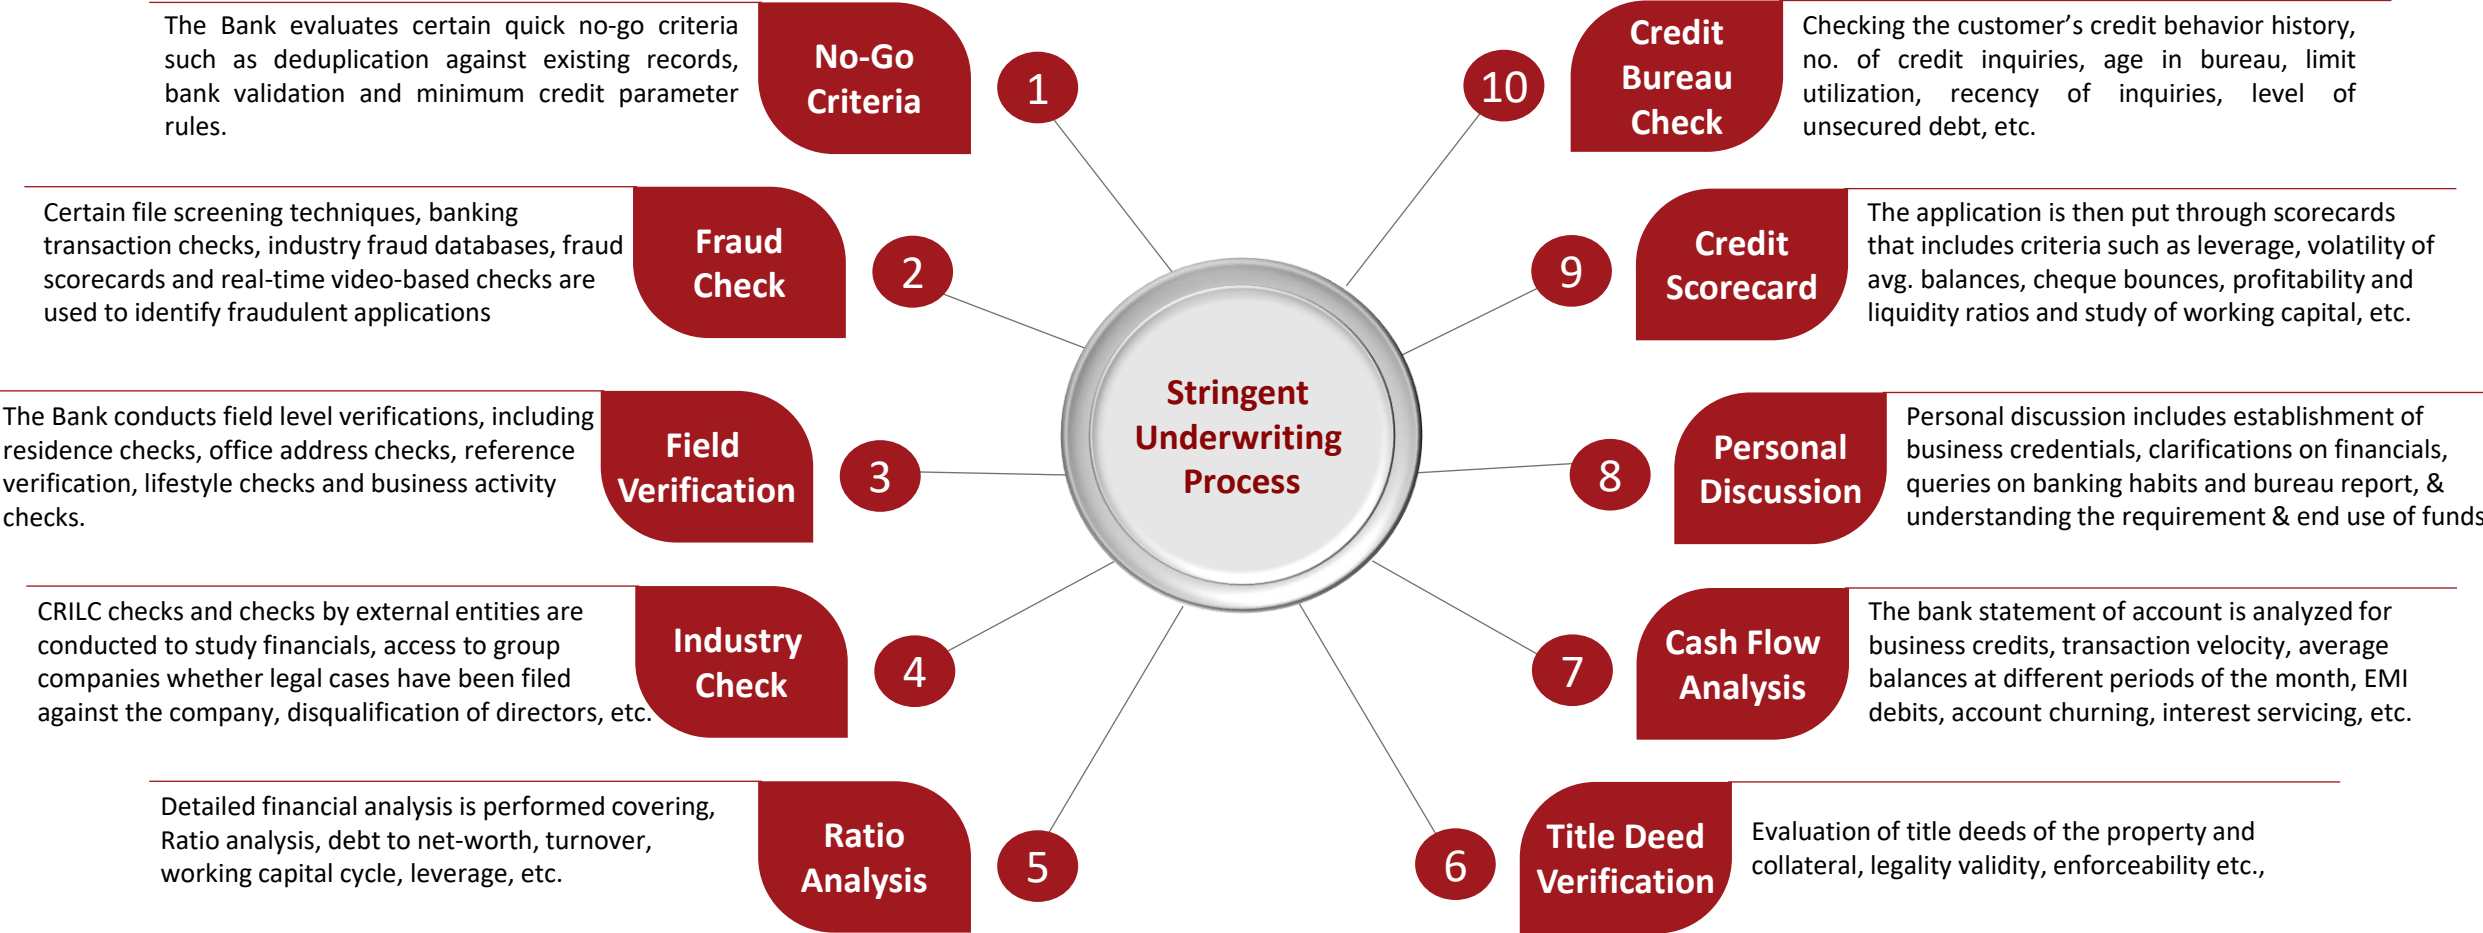 The Bank evaluates certain quick no-go criteria
such as deduplication against existing records,
bank validation and minimum credit parameter
rules.
No-Go
Criteria
1
Certain file screening techniques, banking
transaction checks, industry fraud databases, fraud
scorecards and real-time video-based checks are
used to identify fraudulent applications
Fraud
Check
2
The Bank conducts field level verifications, including
residence checks, office address checks, reference
verification, lifestyle checks and business activity
checks.
Field
Verification
3
CRILC checks and checks by external entities are
conducted to study financials, access to group
companies whether legal cases have been filed
against the company, disqualification of directors, etc.
Industry
Check
4
Detailed financial analysis is performed covering,
Ratio analysis, debt to net-worth, turnover,
working capital cycle, leverage, etc.
Ratio
Analysis
5
Stringent
Underwriting
Process
6
Title Deed
Verification
Evaluation of title deeds of the property and
collateral, legality validity, enforceability etc.,
7
Cash Flow
Analysis
The bank statement of account is analyzed for
business credits, transaction velocity, average
balances at different periods of the month, EMI
debits, account churning, interest servicing, etc.
8
Personal
Discussion
Personal discussion includes establishment of
business credentials, clarifications on financials,
queries on banking habits and bureau report, &
understanding the requirement & end use of funds
9
Credit
Scorecard
The application is then put through scorecards
that includes criteria such as leverage, volatility of
avg. balances, cheque bounces, profitability and
liquidity ratios and study of working capital, etc.
10
Credit
Bureau
Check
Checking the customer's credit behavior history,
no. of credit inquiries, age in bureau, limit
utilization, recency of inquiries, level of
unsecured debt, etc.